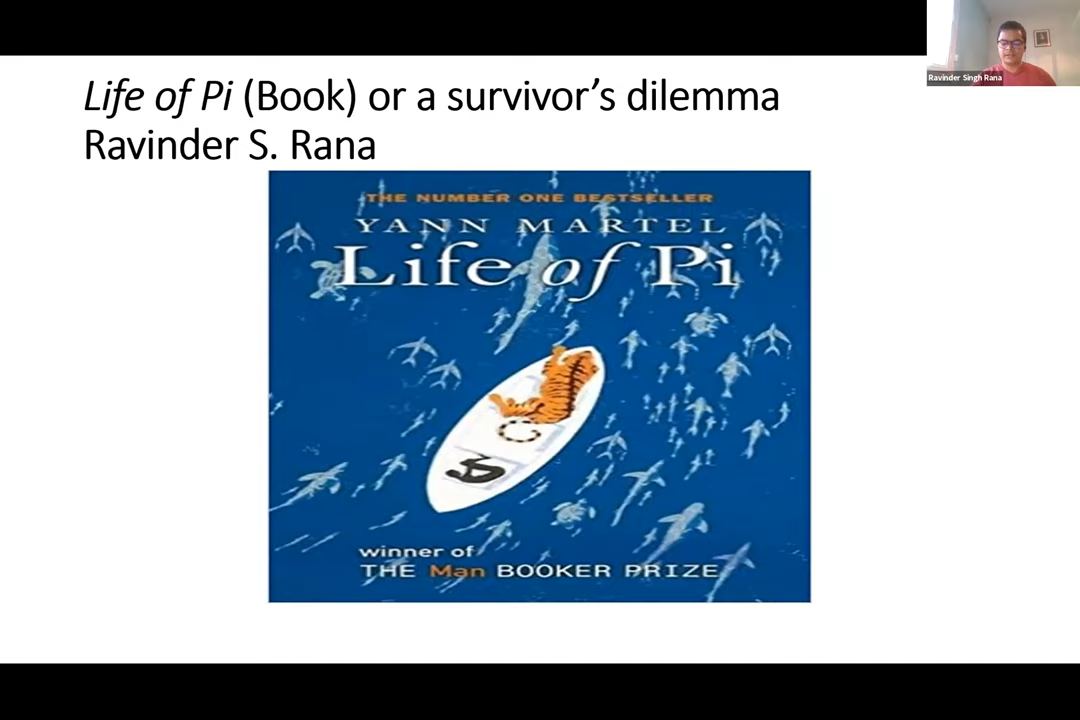 Life of Pi (Book) or a survivor’s dilemma
Ravinder S. Rana
Ravinder Singh Rana
THE NUMBER ONE BESTSELLER
YANN MARTEL
Life of Pi
winner of
THE Man BOOKER PRIZE